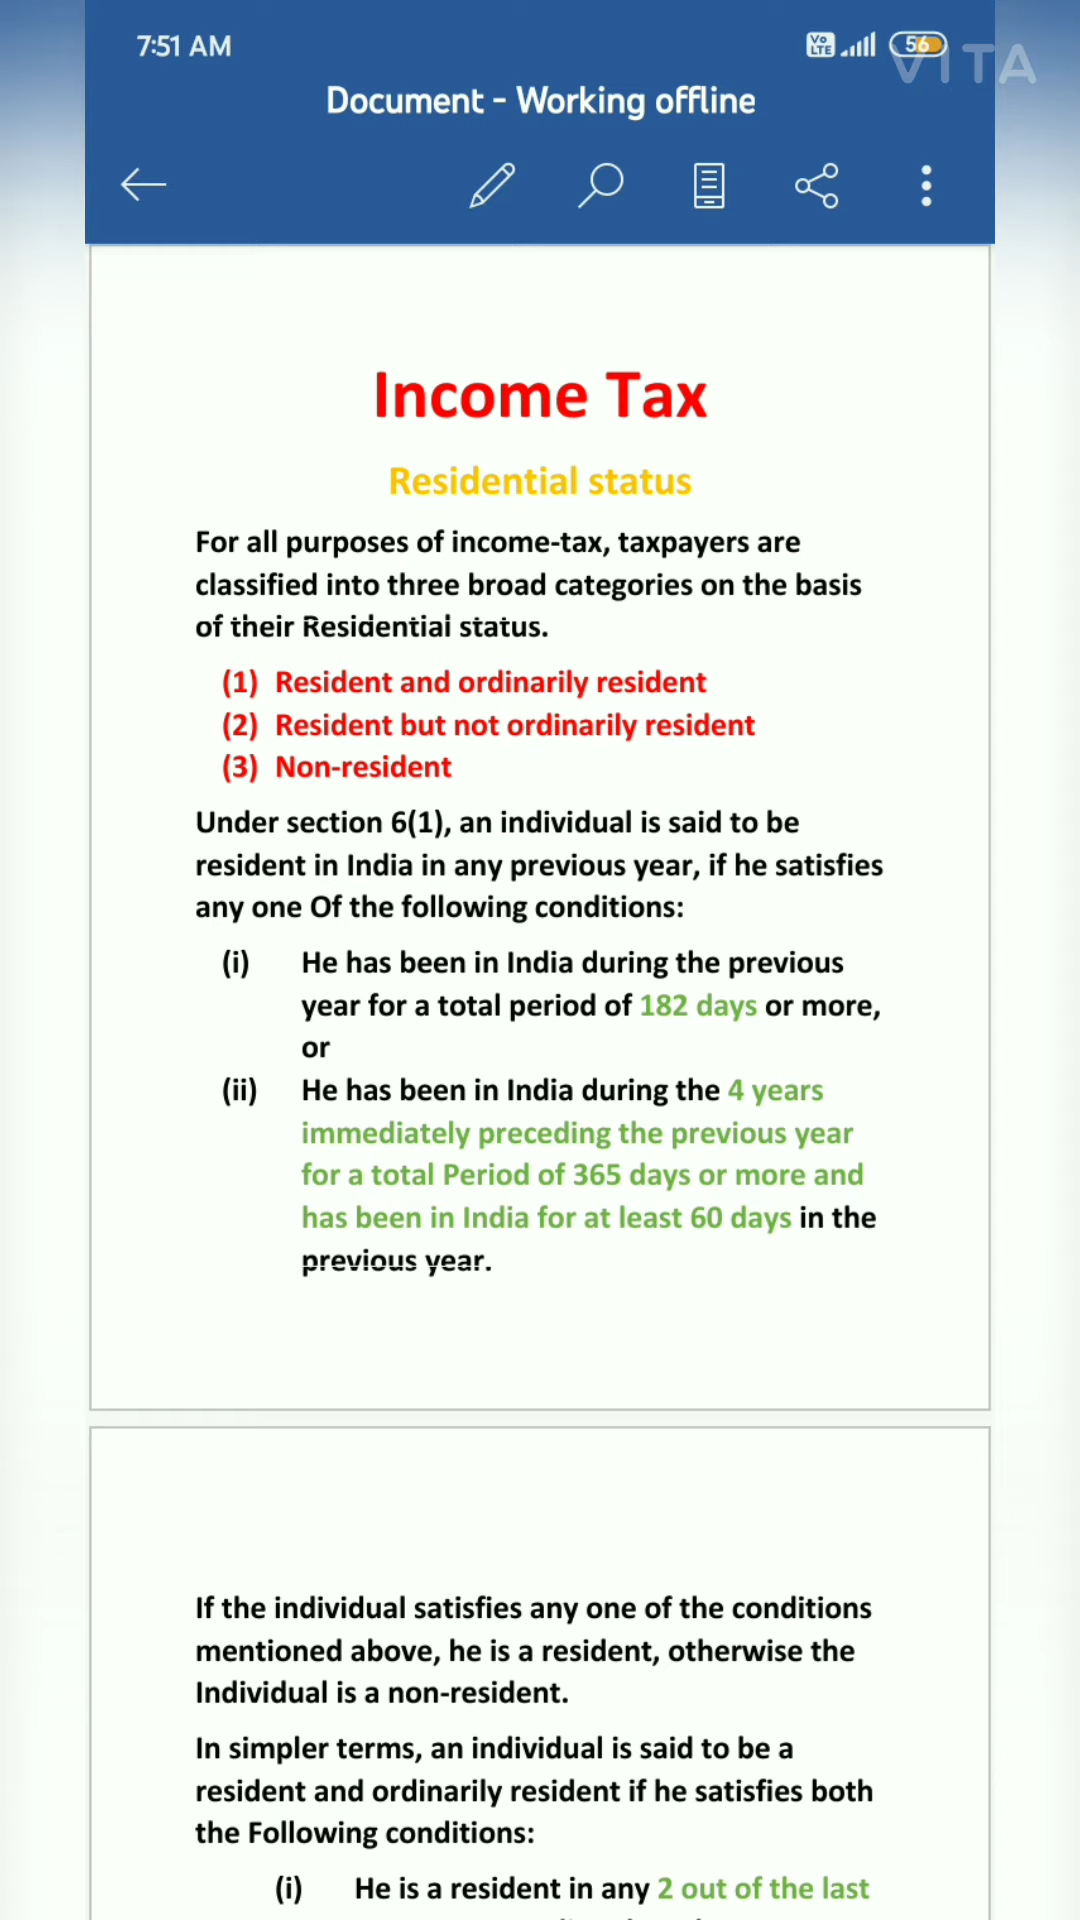 7:51 AM
Vo LTE
56
VITA
Document - Working offline
Income Tax
Residential status
For all purposes of income-tax, taxpayers are
classified into three broad categories on the basis
of their Residential status.
(1) Resident and ordinarily resident
(2) Resident but not ordinarily resident
(3) Non-resident
Under section 6(1), an individual is said to be
resident in India in any previous year, if he satisfies
any one Of the following conditions:
(i) He has been in India during the previous
year for a total period of 182 days or more,
or
(ii) He has been in India during the 4 years
immediately preceding the previous year
for a total Period of 365 days or more and
has been in India for at least 60 days in the
previous year.
If the individual satisfies any one of the conditions
mentioned above, he is a resident, otherwise the
Individual is a non-resident.
In simpler terms, an individual is said to be a
resident and ordinarily resident if he satisfies both
the Following conditions:
(i) He is a resident in any 2 out of the last